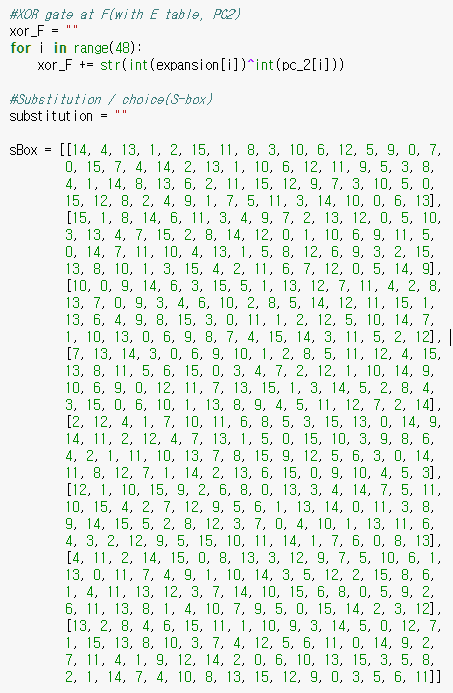 #XOR gate at F(with E table, PC2)
xor_F = ""
for i in range(48):
    xor_F += str(int(expansion[i])^int(pc_2[i]))

#Substitution / choice(S-box)
substitution = ""

sBox = [[14, 4, 13, 1, 2, 15, 11, 8, 3, 10, 6, 12, 5, 9, 0, 7,
        0, 15, 7, 4, 14, 2, 13, 1, 10, 6, 12, 11, 9, 5, 3, 8,
        4, 1, 14, 8, 13, 6, 2, 11, 15, 12, 9, 7, 3, 10, 5, 0,
        15, 12, 8, 2, 4, 9, 1, 7, 5, 11, 3, 14, 10, 0, 6, 13],
        [15, 1, 8, 14, 6, 11, 3, 4, 9, 7, 2, 13, 12, 0, 5, 10,
        3, 13, 4, 7, 15, 2, 8, 14, 12, 0, 1, 10, 6, 9, 11, 5,
        0, 14, 7, 11, 10, 4, 13, 1, 5, 8, 12, 6, 9, 3, 2, 15,
        13, 8, 10, 1, 3, 15, 4, 2, 11, 6, 7, 12, 0, 5, 14, 9],
        [10, 0, 9, 14, 6, 3, 15, 5, 1, 13, 12, 7, 11, 4, 2, 8,
        13, 7, 0, 9, 3, 4, 6, 10, 2, 8, 5, 14, 12, 11, 15, 1,
        13, 6, 4, 9, 8, 15, 3, 0, 11, 1, 2, 12, 5, 10, 14, 7,
        1, 10, 13, 0, 6, 9, 8, 7, 4, 15, 14, 3, 11, 5, 2, 12],
        [7, 13, 14, 3, 0, 6, 9, 10, 1, 2, 8, 5, 11, 12, 4, 15,
        13, 8, 11, 5, 6, 15, 0, 3, 4, 7, 2, 12, 1, 10, 14, 9,
        10, 6, 9, 0, 12, 11, 7, 13, 15, 1, 3, 14, 5, 2, 8, 4,
        3, 15, 0, 6, 10, 1, 13, 8, 9, 4, 5, 11, 12, 7, 2, 14],
        [2, 12, 4, 1, 7, 10, 11, 6, 8, 5, 3, 15, 13, 0, 14, 9,
        14, 11, 2, 12, 4, 7, 13, 1, 5, 0, 15, 10, 3, 9, 8, 6,
        4, 2, 1, 11, 10, 13, 7, 8, 15, 9, 12, 5, 6, 3, 0, 14,
        11, 8, 12, 7, 1, 14, 2, 13, 6, 15, 0, 9, 10, 4, 5, 3],
        [12, 1, 10, 15, 9, 2, 6, 8, 0, 13, 3, 4, 14, 7, 5, 11,
        10, 15, 4, 2, 7, 12, 9, 5, 6, 1, 13, 14, 0, 11, 3, 8,
        9, 14, 15, 5, 2, 8, 12, 3, 7, 0, 4, 10, 1, 13, 11, 6,
        4, 3, 2, 12, 9, 5, 15, 10, 11, 14, 1, 7, 6, 0, 8, 13],
        [4, 11, 2, 14, 15, 0, 8, 13, 3, 12, 9, 7, 5, 10, 6, 1,
        13, 0, 11, 7, 4, 9, 1, 10, 14, 3, 5, 12, 2, 15, 8, 6,
        1, 4, 11, 13, 12, 3, 7, 14, 10, 15, 6, 8, 0, 5, 9, 2,
        6, 11, 13, 8, 1, 4, 10, 7, 9, 5, 0, 15, 14, 2, 3, 12],
        [13, 2, 8, 4, 6, 15, 11, 1, 10, 9, 3, 14, 5, 0, 12, 7,
        1, 15, 13, 8, 10, 3, 7, 4, 12, 5, 6, 11, 0, 14, 9, 2,
        7, 11, 4, 1, 9, 12, 14, 2, 0, 6, 10, 13, 15, 3, 5, 8,
        2, 1, 14, 7, 4, 10, 8, 13, 15, 12, 9, 0, 3, 5, 6, 11]]